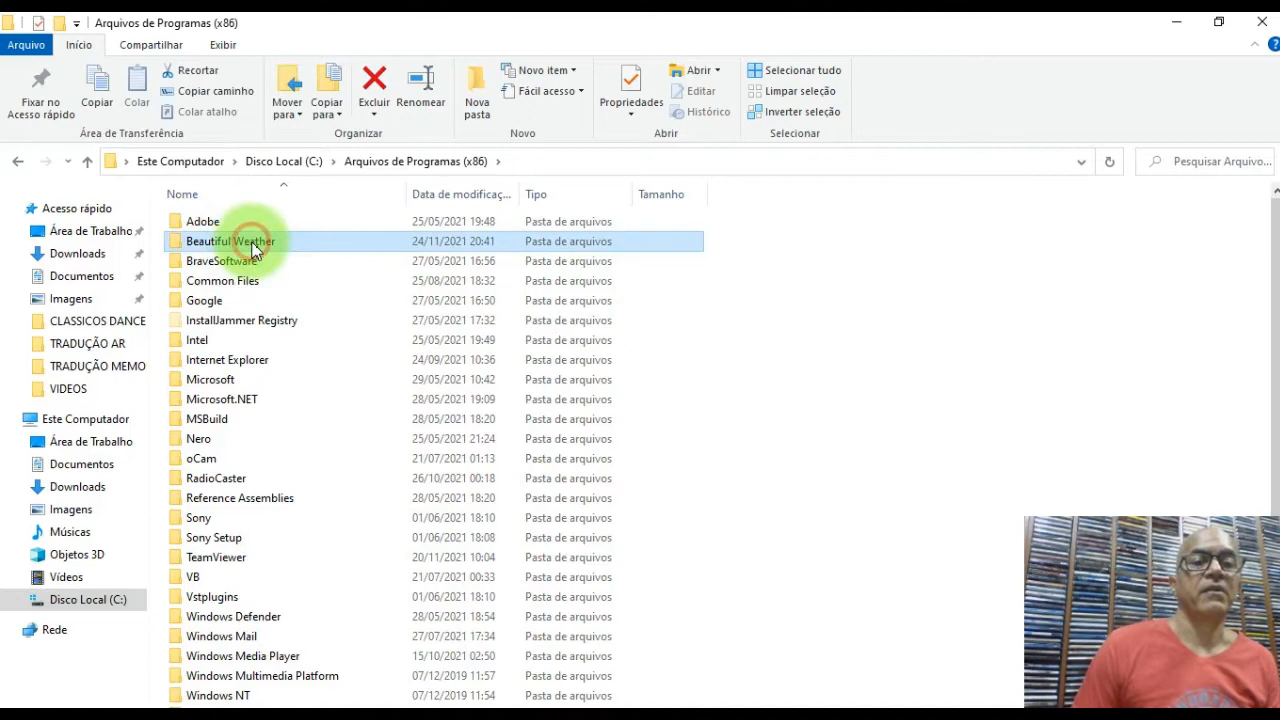 Arquivos de Programas (x86)
Arquivo Início Compartilhar Exibir
Fixar no Acesso rápido
Copiar
Colar
Recortar
Copiar caminho
Colar atalho
Área de Transferência
Mover para
Copiar para
Excluir
Renomear
Organizar
Nova pasta
Novo item
Fácil acesso
Novo
Propriedades
Abrir
Editar
Histórico
Abrir
Selecionar tudo
Limpar seleção
Inverter seleção
Selecionar
Este Computador Disco Local (C:) Arquivos de Programas (x86)
Pesquisar Arquivo...
Acesso rápido
Área de Trabalho
Downloads
Documentos
Imagens
CLASSICOS DANCE
TRADUÇÃO AR
TRADUÇÃO MEMO
VIDEOS
Este Computador
Área de Trabalho
Documentos
Downloads
Imagens
Músicas
Objetos 3D
Vídeos
Disco Local (C:)
Rede
Nome Data de modificaç... Tipo Tamanho
Adobe 25/05/2021 19:48 Pasta de arquivos
Beautiful Weather 24/11/2021 20:41 Pasta de arquivos
BraveSoftware 27/05/2021 16:56 Pasta de arquivos
Common Files 25/08/2021 18:32 Pasta de arquivos
Google 27/05/2021 16:50 Pasta de arquivos
InstallJammer Registry 27/05/2021 17:32 Pasta de arquivos
Intel 25/05/2021 19:49 Pasta de arquivos
Internet Explorer 24/09/2021 10:36 Pasta de arquivos
Microsoft 29/05/2021 10:42 Pasta de arquivos
Microsoft.NET 28/05/2021 19:09 Pasta de arquivos
MSBuild 28/05/2021 18:20 Pasta de arquivos
Nero 25/05/2021 21:24 Pasta de arquivos
oCam 21/07/2021 01:13 Pasta de arquivos
RadioCaster 26/10/2021 00:18 Pasta de arquivos
Reference Assemblies 28/05/2021 18:20 Pasta de arquivos
Sony 01/06/2021 18:10 Pasta de arquivos
Sony Setup 01/06/2021 18:08 Pasta de arquivos
TeamViewer 20/11/2021 10:04 Pasta de arquivos
VB 21/07/2021 00:33 Pasta de arquivos
Vstplugins 01/06/2021 18:10 Pasta de arquivos
Windows Defender 28/05/2021 18:54 Pasta de arquivos
Windows Mail 27/07/2021 17:34 Pasta de arquivos
Windows Media Player 15/10/2021 02:50 Pasta de arquivos
Windows Multimedia Platform 07/12/2019 11:57 Pasta de arquivos
Windows NT 07/12/2019 11:54 Pasta de arquivos